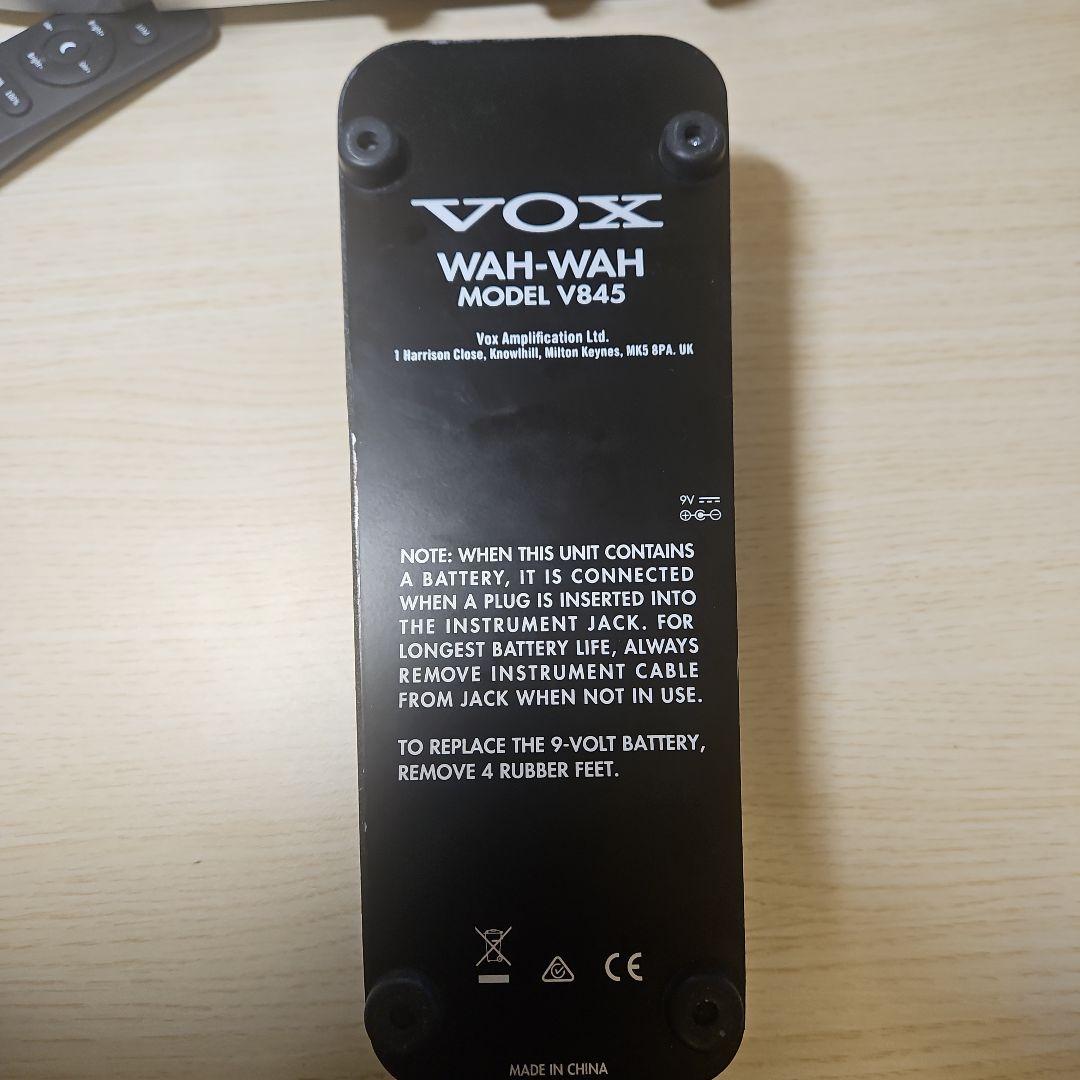 VOX
WAH-WAH
MODEL V845
Vox Amplification Ltd.
1 Harrison Close, Knowlhill, Milton Keynes, MK5 8PA. UK
9V
NOTE: WHEN THIS UNIT CONTAINS
A BATTERY, IT IS CONNECTED
WHEN A PLUG IS INSERTED INTO
THE INSTRUMENT JACK. FOR
LONGEST BATTERY LIFE, ALWAYS
REMOVE INSTRUMENT CABLE
FROM JACK WHEN NOT IN USE.
TO REPLACE THE 9-VOLT BATTERY,
REMOVE 4 RUBBER FEET.
CE
MADE IN CHINA